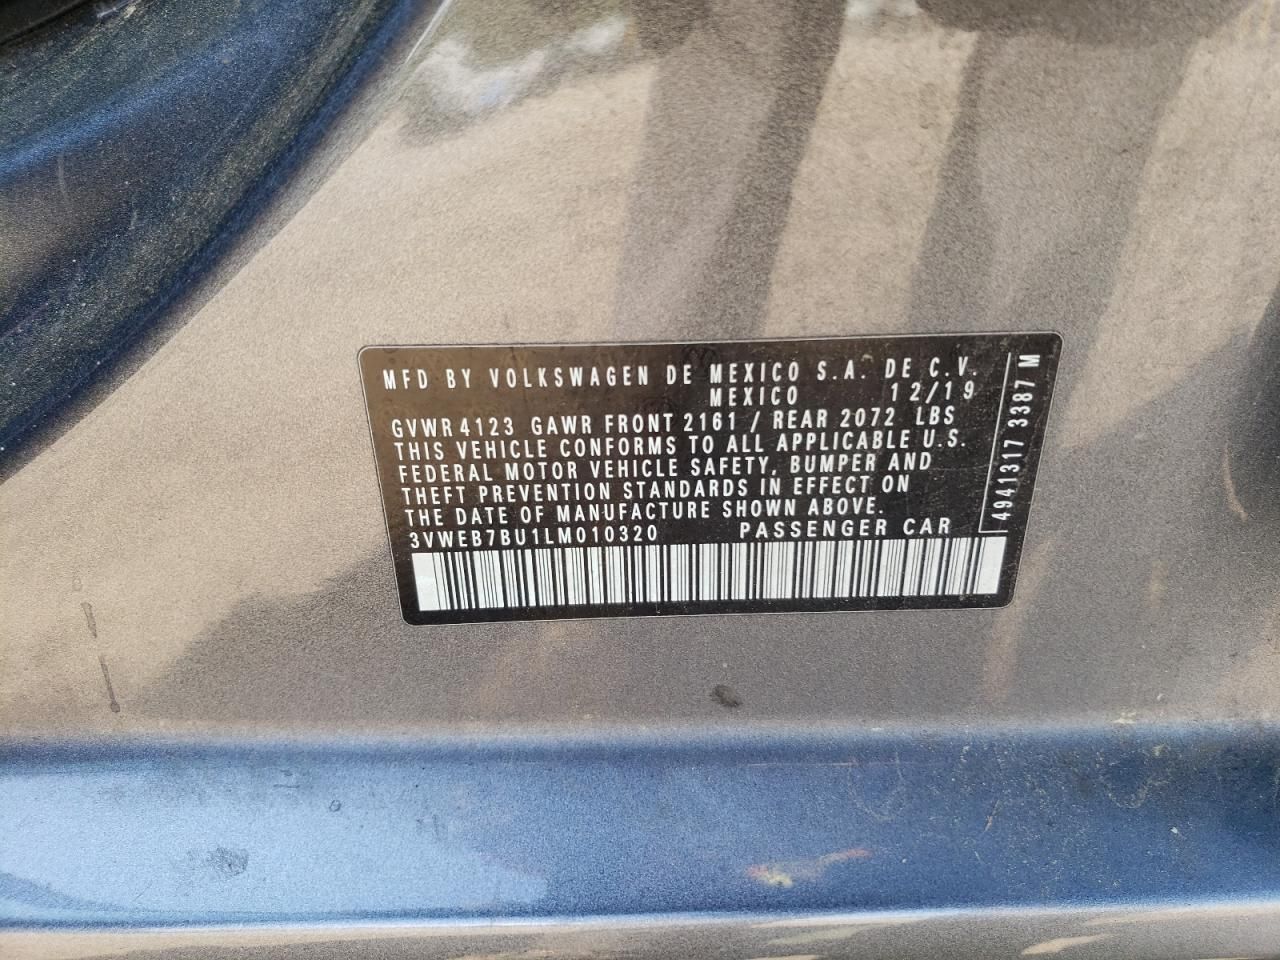 MFD BY VOLKSWAGEN DE MEXICO S.A. DE C.V.
MEXICO 12/19
GVWR 4123 GAWR FRONT 2161 / REAR 2072 LBS
THIS VEHICLE CONFORMS TO ALL APPLICABLE U.S.
FEDERAL MOTOR VEHICLE SAFETY, BUMPER AND
THEFT PREVENTION STANDARDS IN EFFECT ON
THE DATE OF MANUFACTURE SHOWN ABOVE.
3VWEB7BU1LM010320 PASSENGER CAR
4941317 3387 M